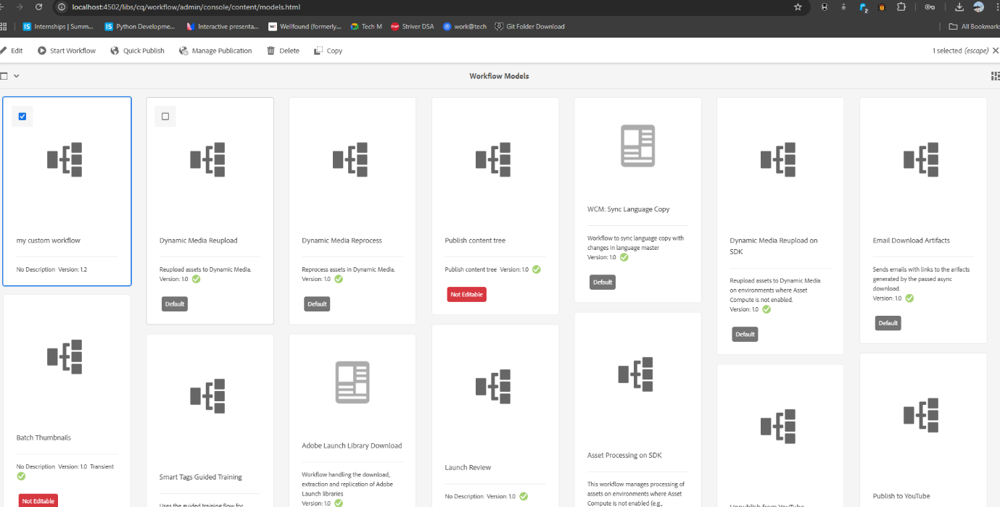 localhost:4502/libs/cq/workflow/admin/console/content/models.html
2
Internships | Summ...
Python Developme...
Interactive presenta...
Wellfound (formerly...
Tech M
Striver DSA
work@tech
Git Folder Download
All Bookmarks
Edit
Start Workflow
Quick Publish
Manage Publication
Delete
Copy
1 selected (escape)
Workflow Models
my custom workflow
No Description Version: 1.2
Dynamic Media Reupload
Reupload assets to Dynamic Media.
Version: 1.0
Default
Dynamic Media Reprocess
Reprocess assets in Dynamic Media.
Version: 1.0
Default
Publish content tree
Publish content tree Version: 1.0
Not Editable
WCM: Sync Language Copy
Workflow to sync language copy with
changes in language master
Version: 1.0
Default
Dynamic Media Reupload on
SDK
Reupload assets to Dynamic Media
on environments where Asset
Compute is not enabled.
Version: 1.0
Default
Email Download Artifacts
Sends emails with links to the arifacts
generated by the passed async
download.
Version: 1.0
Default
Batch Thumbnails
No Description Version: 1.0 Transient
Not Editable
Smart Tags Guided Training
Uses the guided training flow for
Adobe Launch Library Download
Workflow handling the download,
extraction and replication of Adobe
Launch libraries
Version: 1.0
Launch Review
No Description Version: 1.0
Asset Processing on SDK
This workflow manages processing of
assets on environments where Asset
Compute is not enabled (e.g.,
Unpublish from YouTube
Publish to YouTube